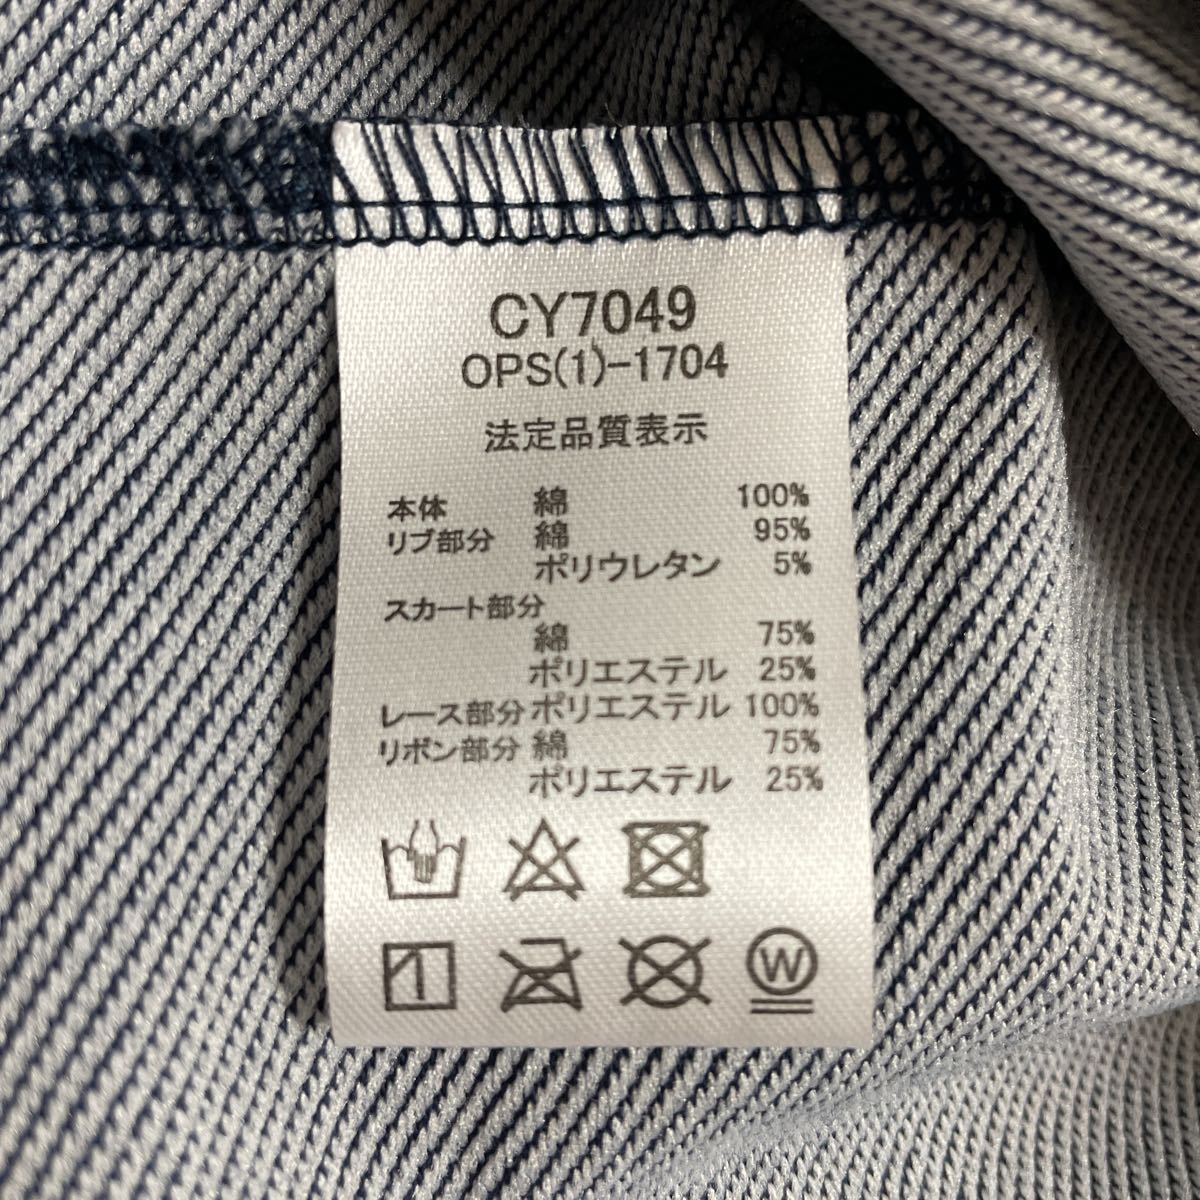 CY7049
OPS(1)-1704
法定品質表示
本体 綿 100%
リブ部分 綿 95%
ポリウレタン 5%
スカート部分
綿 75%
ポリエステル 25%
レース部分 ポリエステル 100%
リボン部分 綿 75%
ポリエステル 25%
W